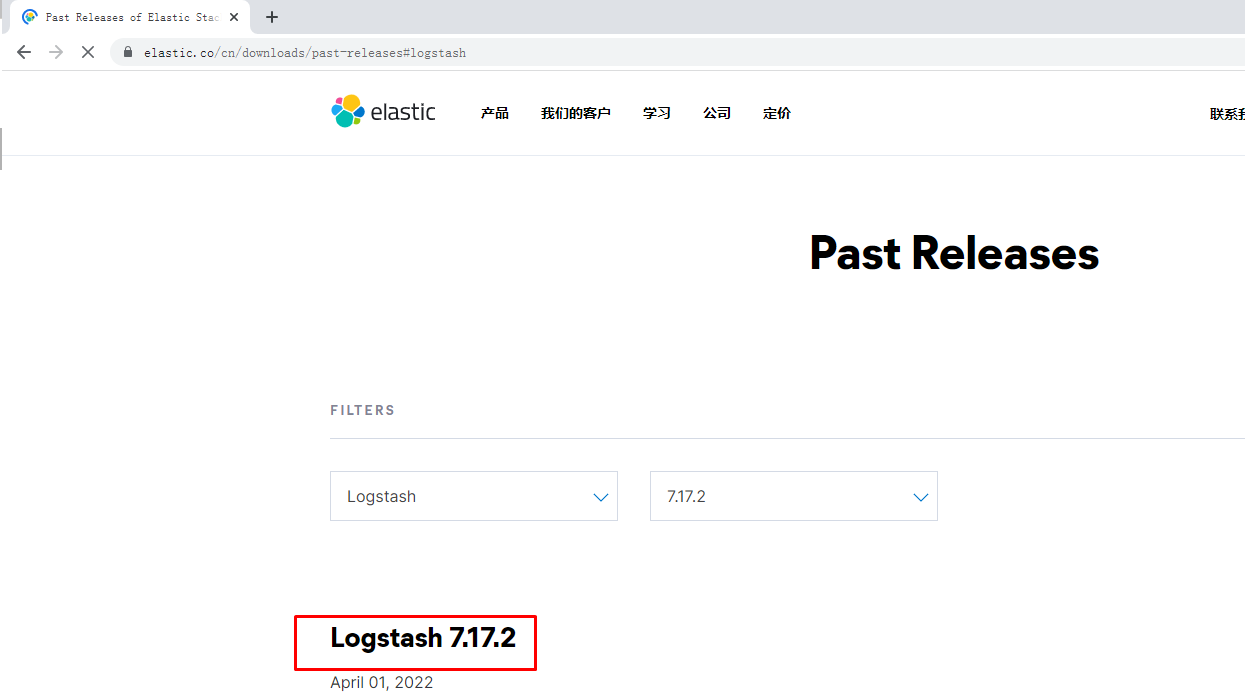 Past Releases of Elastic Stac
elastic.co/cn/downloads/past-releases#logstash
elastic 产品 我们的客户 学习 公司 定价 联系我
Past Releases
FILTERS
Logstash 7.17.2
Logstash 7.17.2
April 01, 2022